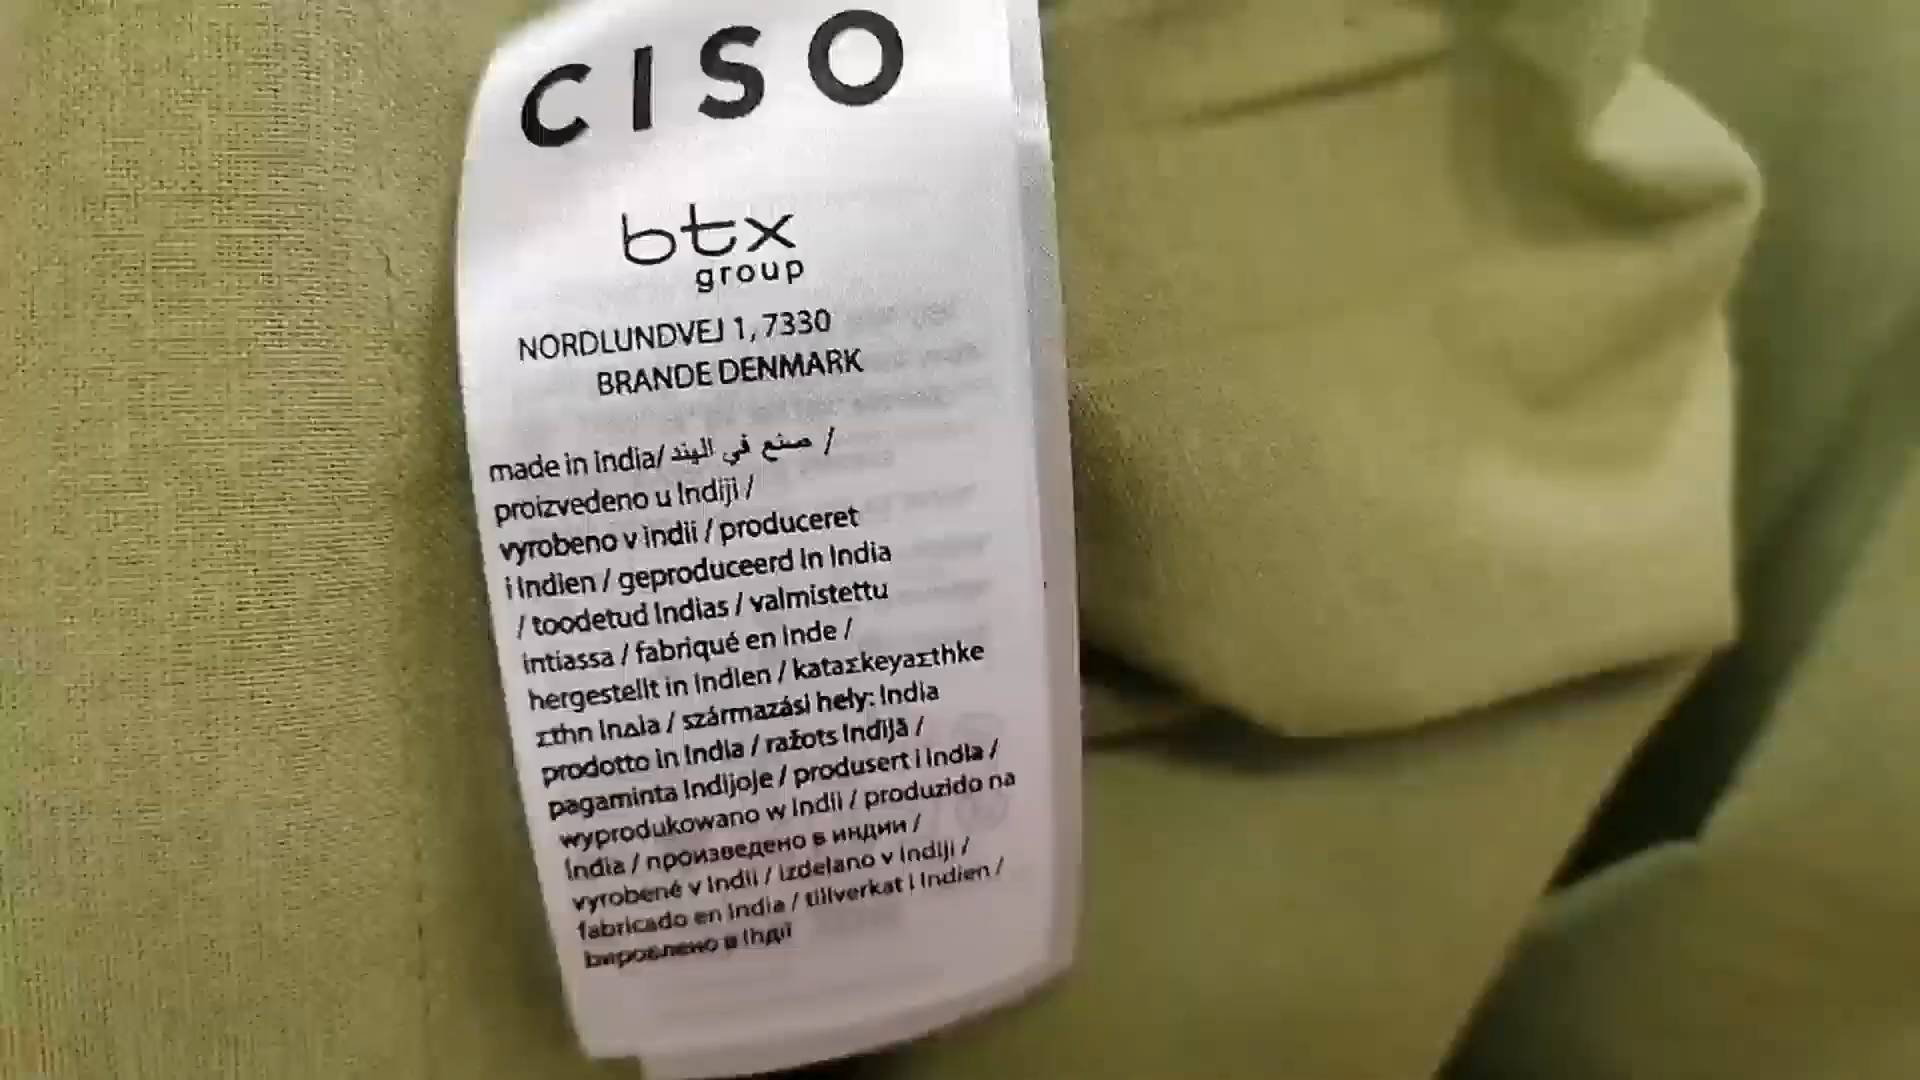 CISO
btx
group
NORDLUNDVEJ 1, 7330
BRANDE DENMARK
made in india/ صنع في الهند /
proizvedeno u Indiji /
vyrobeno v indii / produceret
i Indien / geproduceerd in India
/ toodetud Indias / valmistettu
intiassa / fabriqué en inde /
hergestellt in indien / kataΣkeyaΣthke
Σthn InΔia / származási hely: India
prodotto in India / ražots Indijā /
pagaminta Indijoje / produsert i India /
wyprodukowano w Indii / produzido na
Índia / произведено в индии /
vyrobené v Indii / izdelano v Indiji /
fabricado en India / tillverkat i Indien /
вироблено в Індії